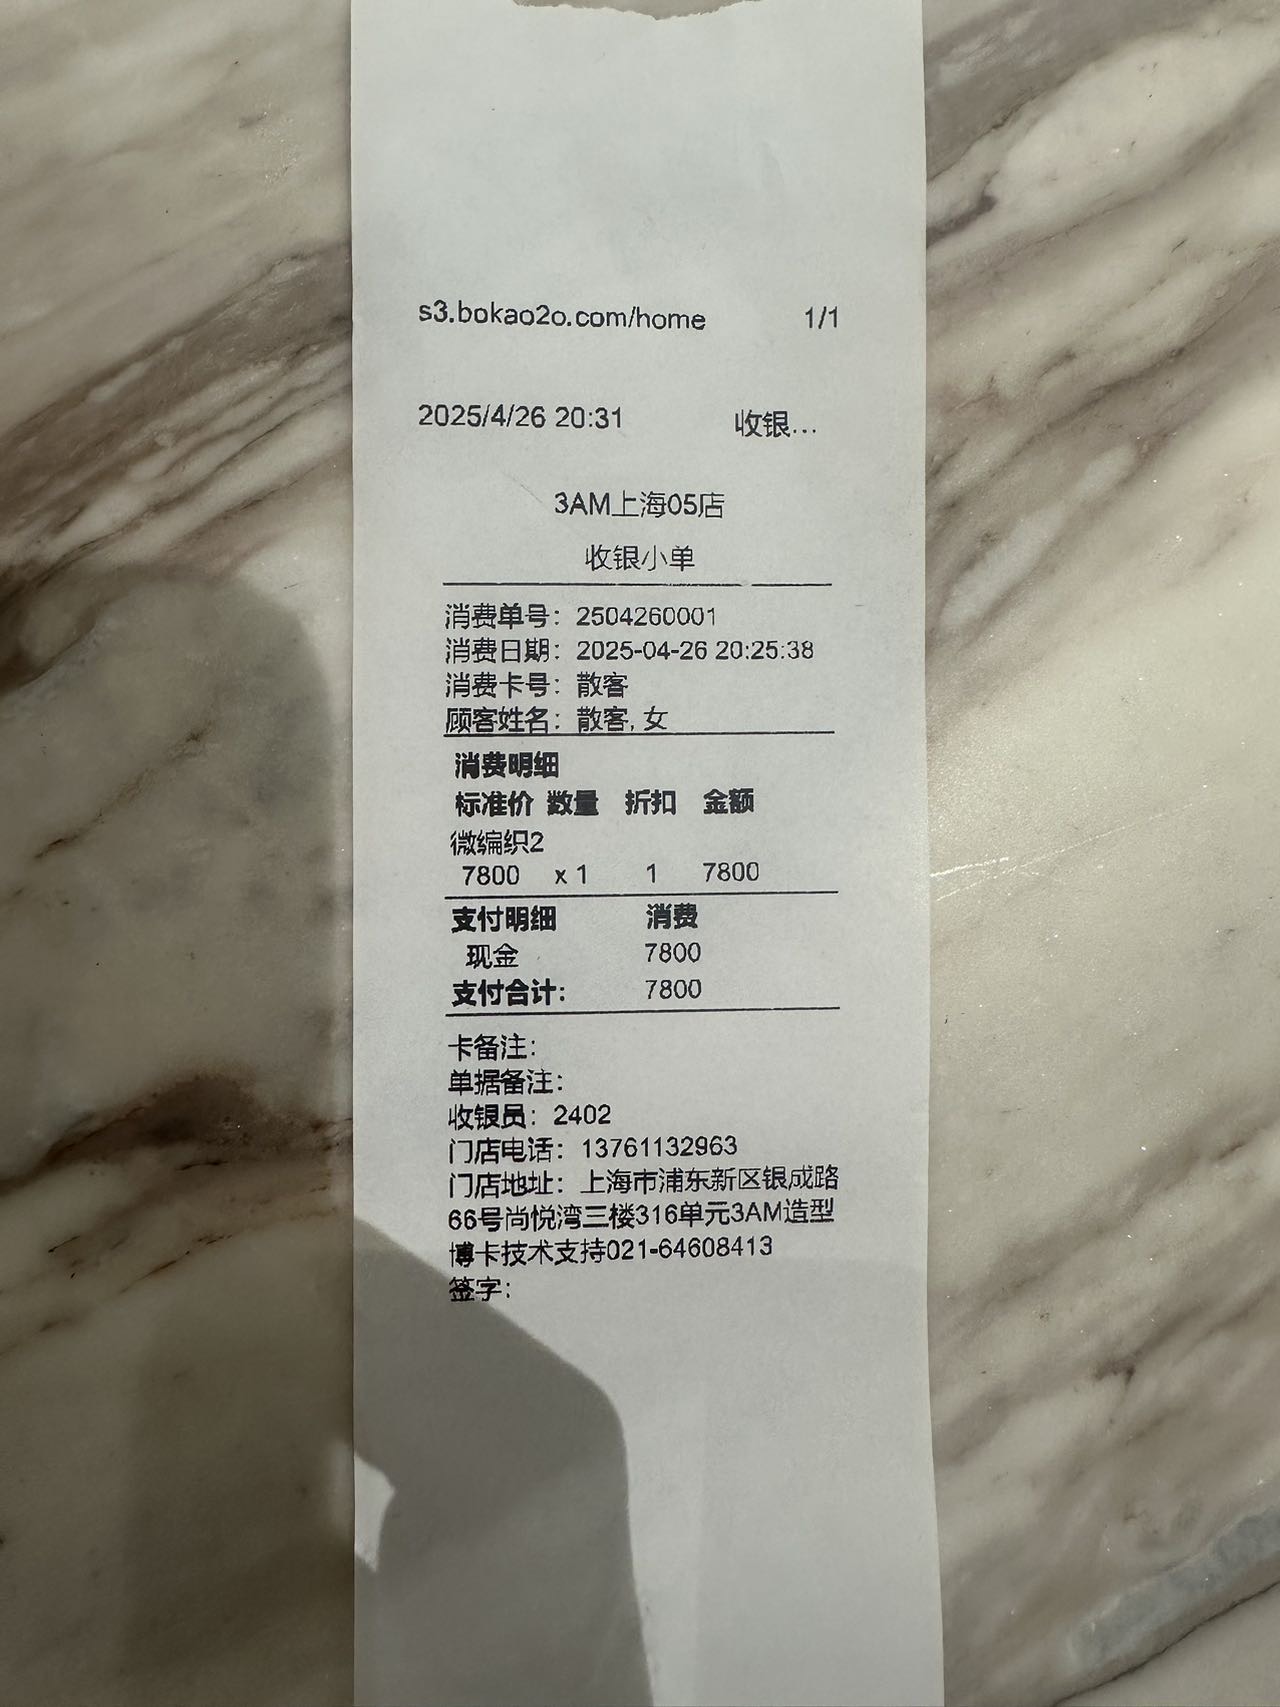 s3.bokao2o.com/home 1/1
2025/4/26 20:31 收银...
3AM上海05店
收银小单
消费单号：2504260001
消费日期：2025-04-26 20:25:38
消费卡号：散客
顾客姓名：散客, 女
消费明细
标准价 数量 折扣 金额
微编织2
7800 x 1 1 7800
支付明细 消费
现金 7800
支付合计： 7800
卡备注：
单据备注：
收银员：2402
门店电话：13761132963
门店地址：上海市浦东新区银成路
66号尚悦湾三楼316单元3AM造型
博卡技术支持021-64608413
签字：